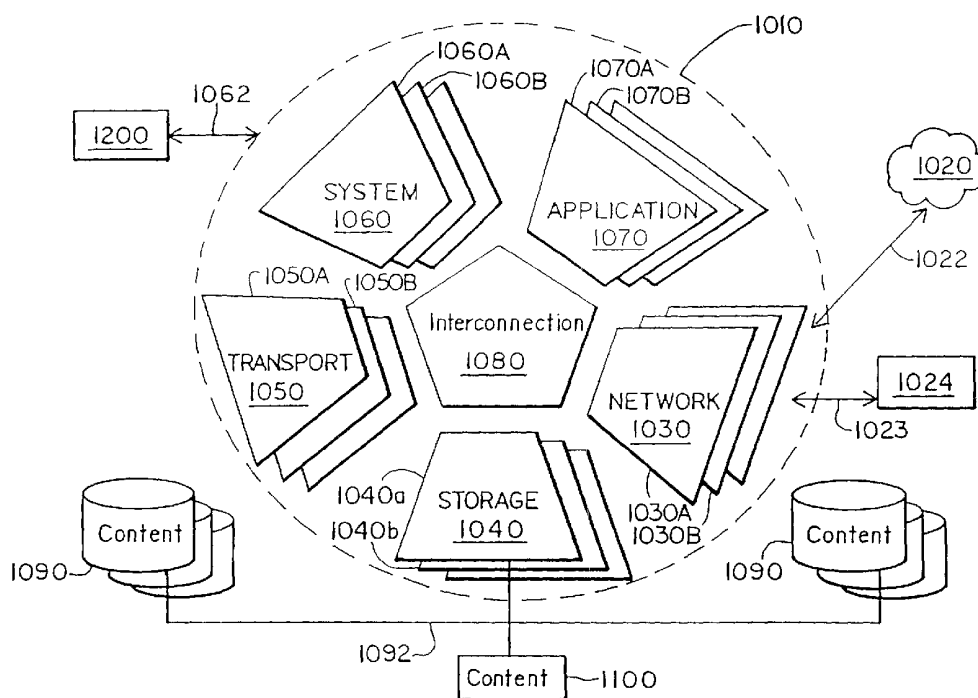 1010
1060A
1060B
1070A
1070B
1062
1200
1020
SYSTEM
1060
APPLICATION
1070
1022
1050A
1050B
Interconnection
1080
TRANSPORT
1050
1024
NETWORK
1030
1023
1040a
STORAGE
1040
1040b
1030A
1030B
Content
1090
Content
1090
1092
Content
1100